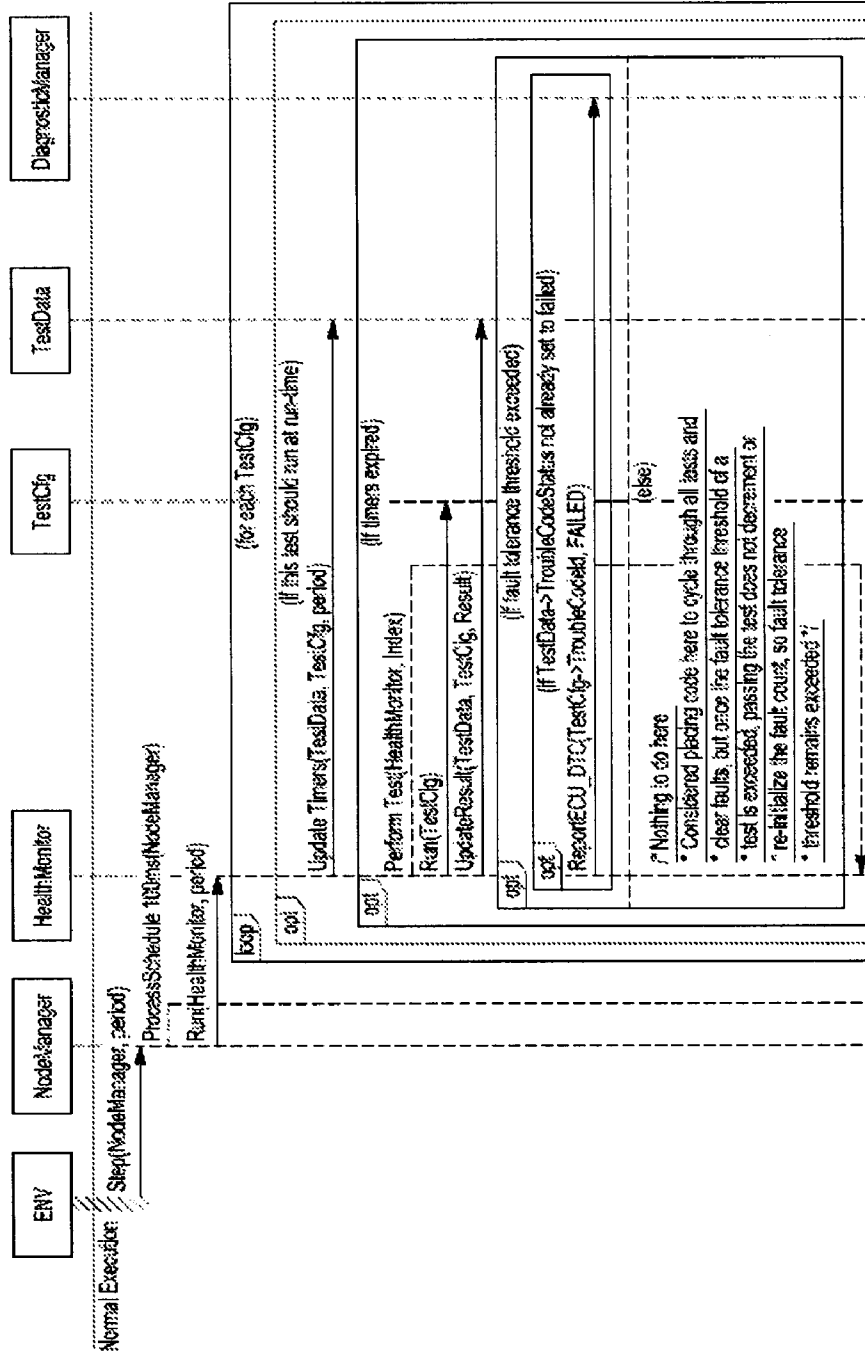 ENV
NodeManager
HealthMonitor
TestCfg
TestData
DiagnosticManager
Normal Execution
Step(NodeManager, period)
ProcessSchedule 100ms(NodeManager)
Run(HealthMonitor, period)
loop
(for each TestCfg)
opt
(If this test should run at run-time)
Update Timers(TestData, TestCfg, period)
opt
(If timers expired)
Perform Test(HealthMonitor, Index)
Run(TestCfg)
UpdateResult(TestData, TestCfg, Result)
opt
(If fault tolerance threshold exceeded)
opt
(If TestData->TroubleCodeStatus not already set to failed)
ReportECU_DTC(TestCfg->TroubleCodeId, FAILED)
(else)
/* Nothing to do here
* Considered placing code here to cycle through all tests and
* clear faults, but once the fault tolerance threshold of a
* test is exceeded, passing the test does not decrement or
* re-initialize the fault count, so fault tolerance
* threshold remains exceeded */